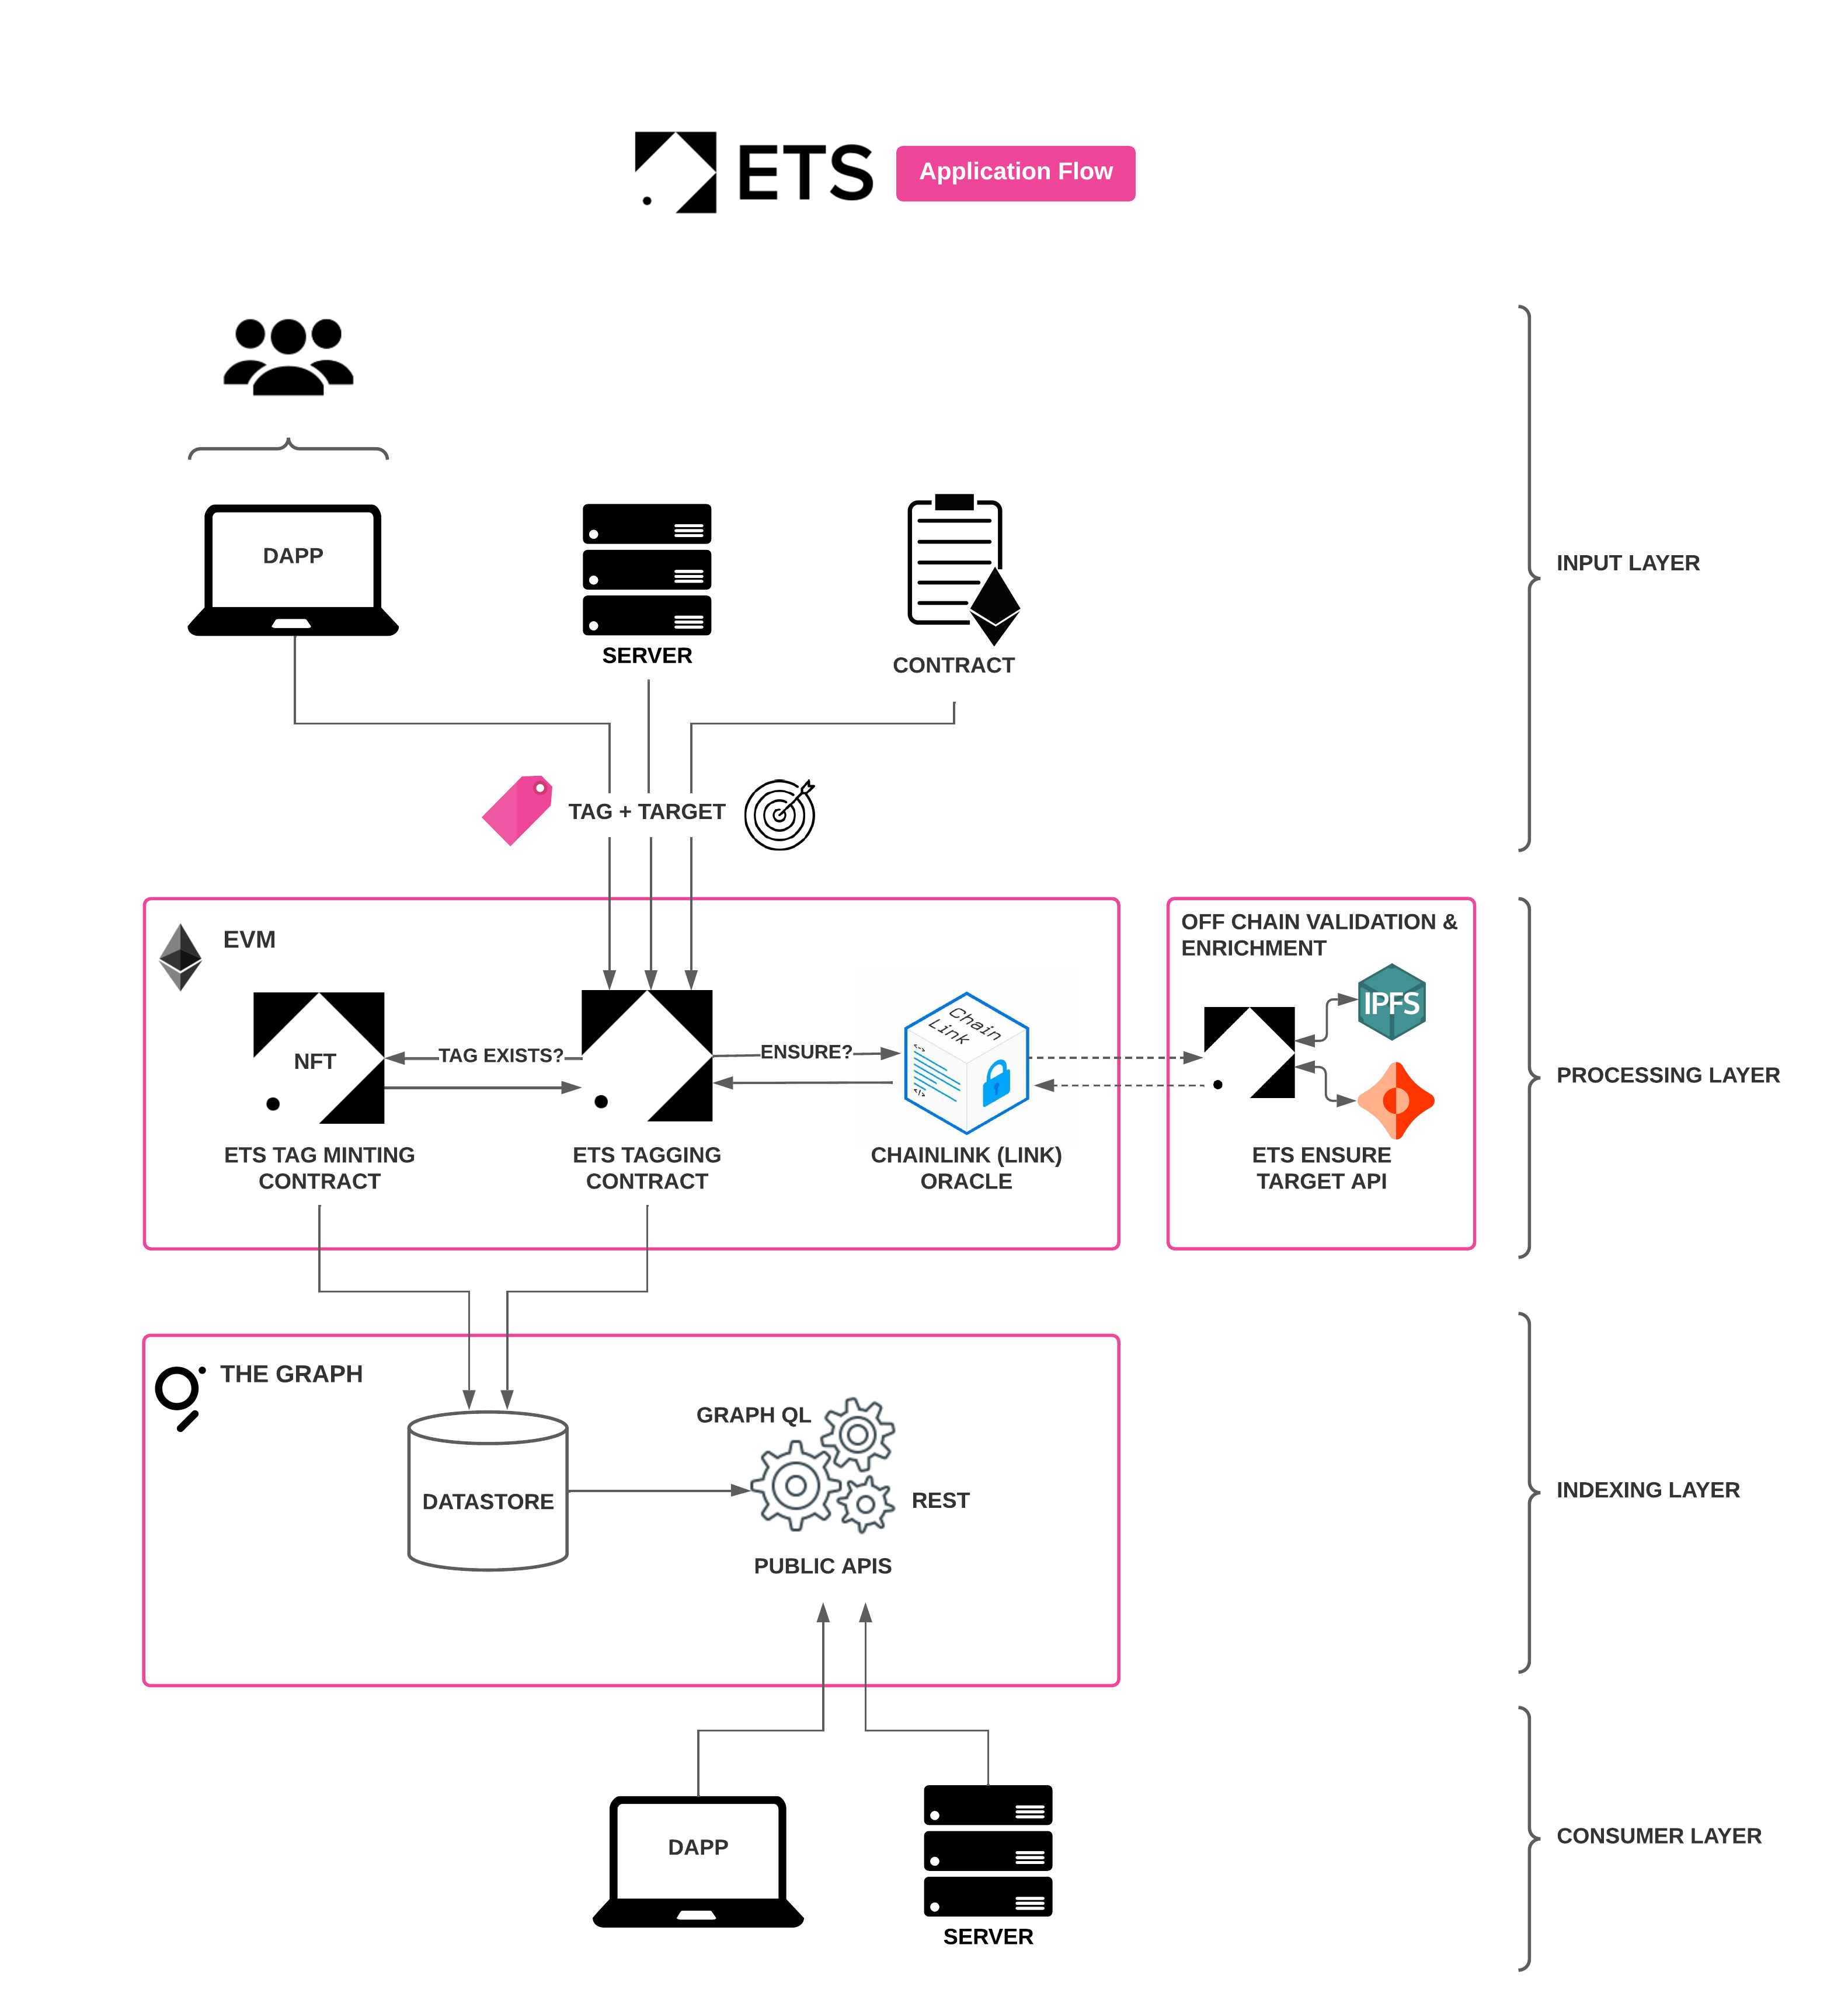 ETS
Application Flow
DAPP
SERVER
CONTRACT
INPUT LAYER
TAG + TARGET
EVM
OFF CHAIN VALIDATION &
ENRICHMENT
IPFS
NFT
TAG EXISTS?
ENSURE?
Chain
Link
PROCESSING LAYER
ETS TAG MINTING
CONTRACT
ETS TAGGING
CONTRACT
CHAINLINK (LINK)
ORACLE
ETS ENSURE
TARGET API
THE GRAPH
GRAPH QL
DATASTORE
REST
INDEXING LAYER
PUBLIC APIS
DAPP
CONSUMER LAYER
SERVER